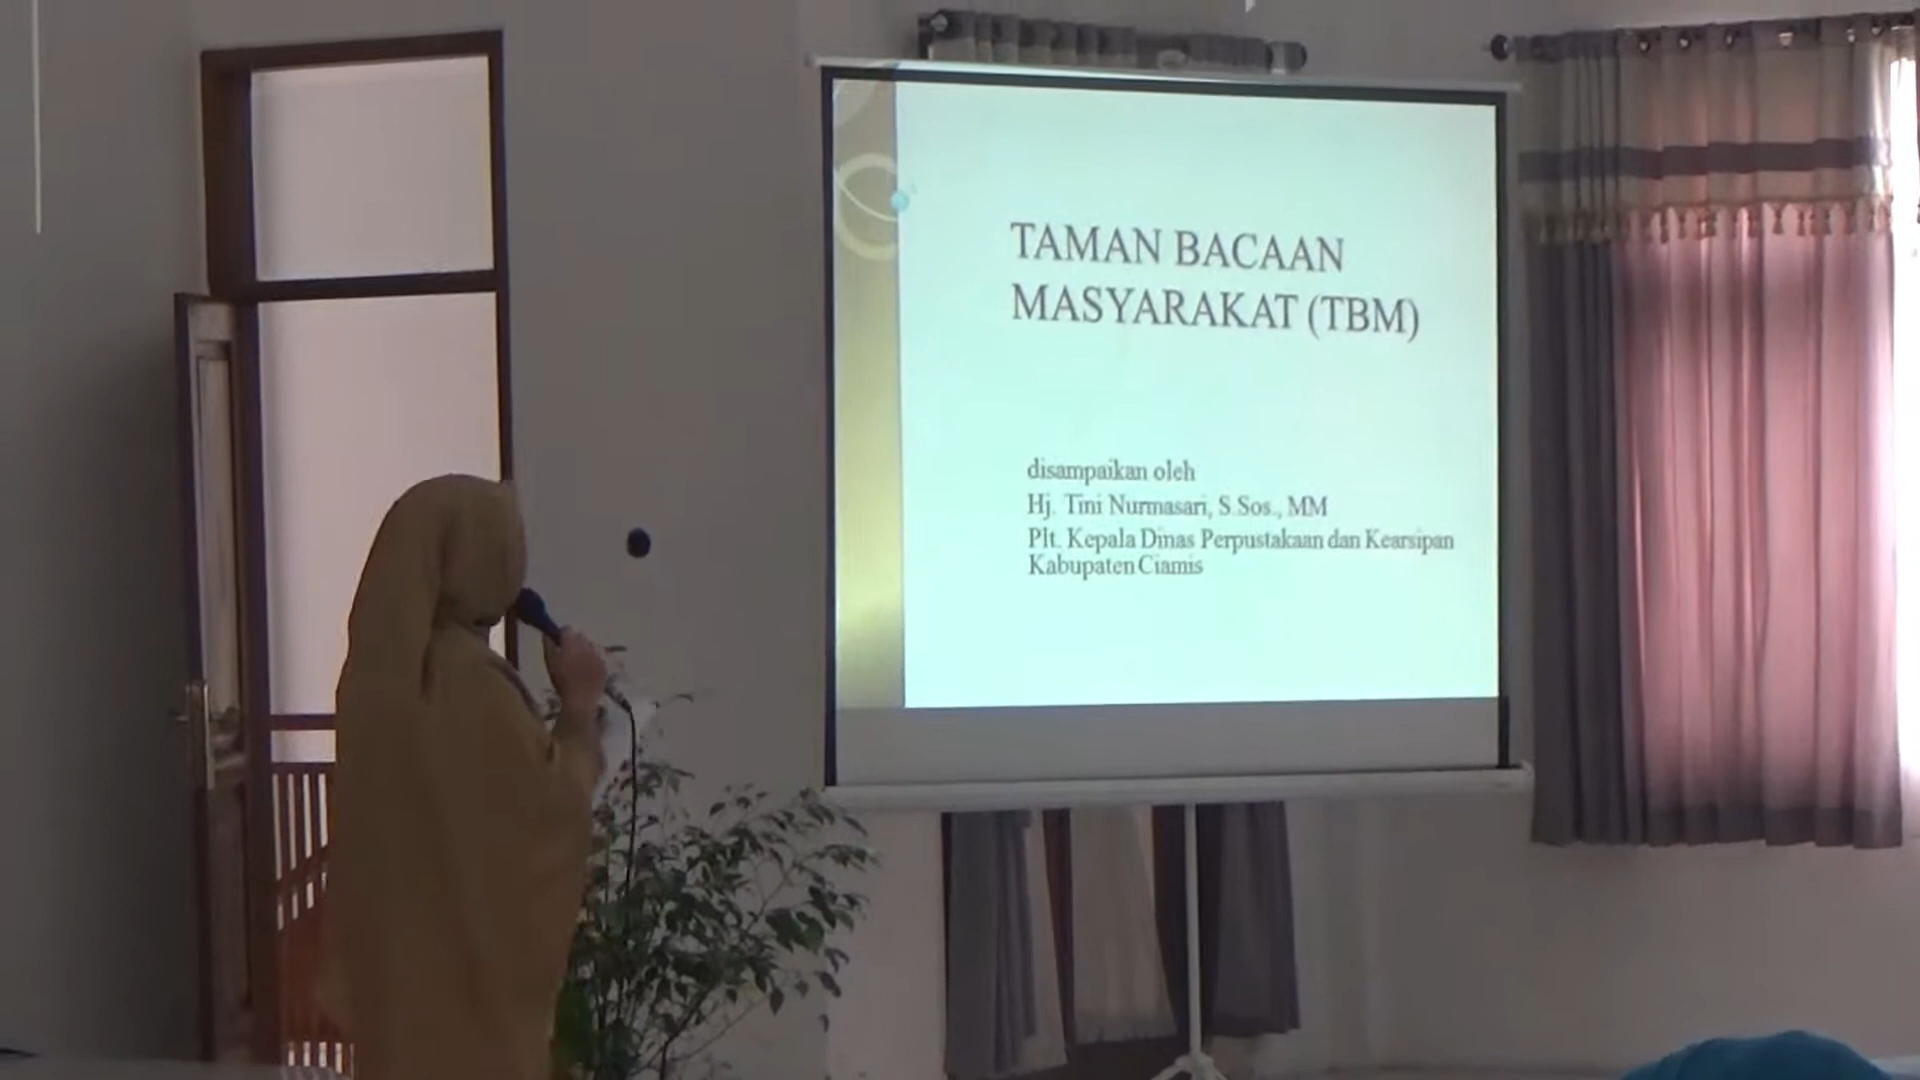 TAMAN BACAAN
MASYARAKAT (TBM)
disampaikan oleh
Hj. Tini Nurmasari, S.Sos., MM
Plt. Kepala Dinas Perpustakaan dan Kearsipan
Kabupaten Ciamis